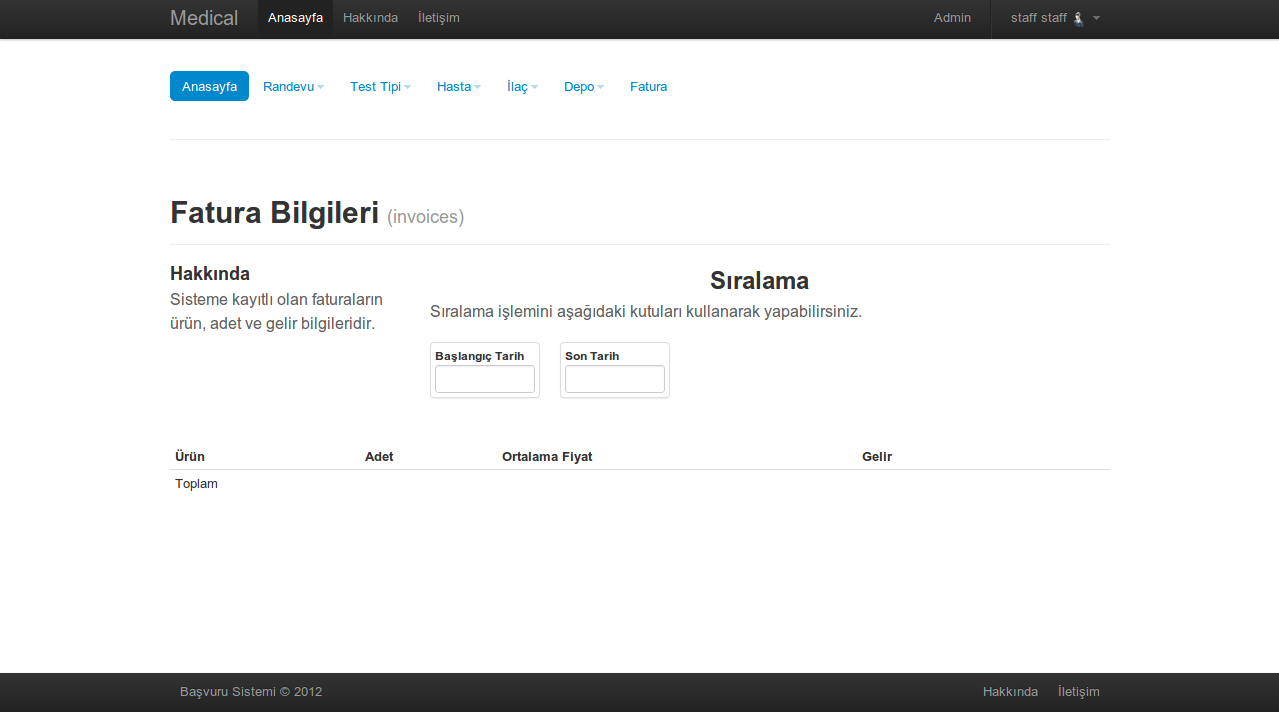 Medical Anasayfa Hakkında İletişim Admin staff staff
Anasayfa Randevu Test Tipi Hasta İlaç Depo Fatura
Fatura Bilgileri (invoices)
Hakkında
Sisteme kayıtlı olan faturaların
ürün, adet ve gelir bilgileridir.
Sıralama
Sıralama işlemini aşağıdaki kutuları kullanarak yapabilirsiniz.
Başlangıç Tarih Son Tarih
Ürün Adet Ortalama Fiyat Gelir
Toplam
Başvuru Sistemi © 2012 Hakkında İletişim